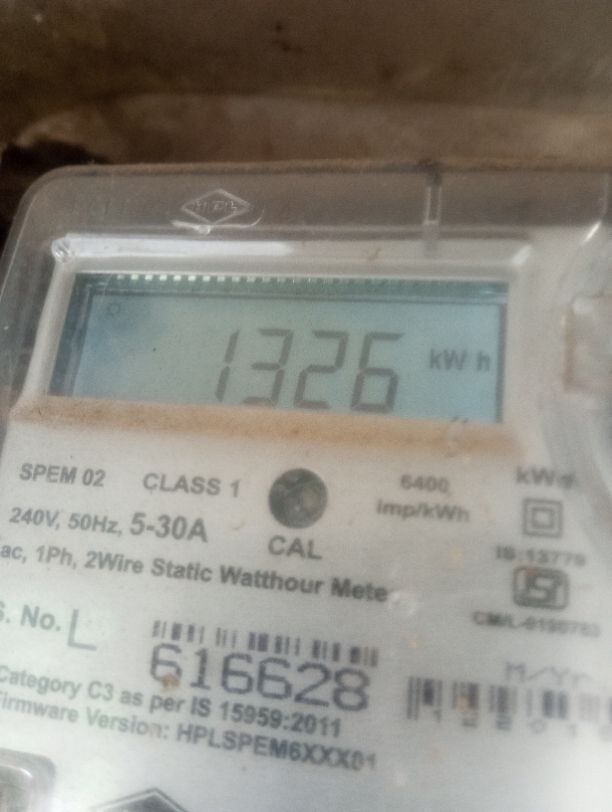 1326 kWh
SPEM 02 CLASS 1
6400 imp/kWh
240V, 50Hz, 5-30A
CAL
ac, 1Ph, 2Wire Static Watthour Mete
IS:13779
S. No. L
616628
CM/L-
M/Yr
Category C3 as per IS 15959:2011
Firmware Version: HPLSPEM6XXX01